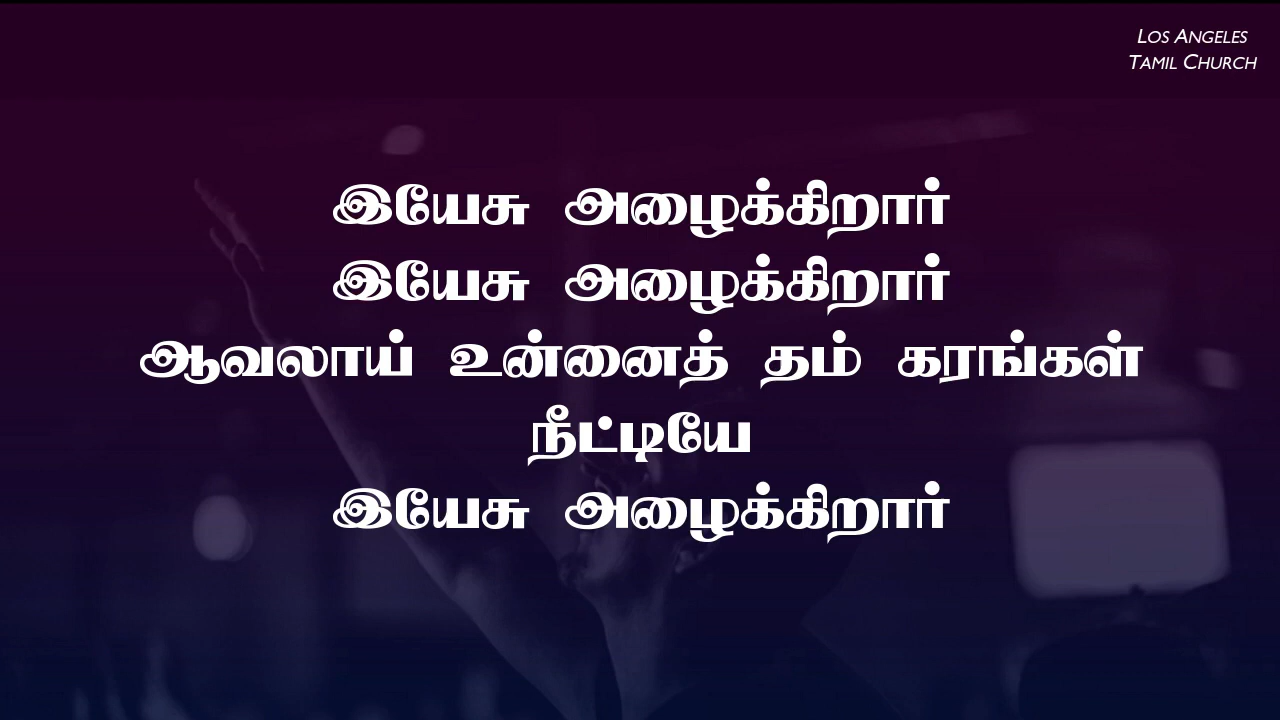 LOS ANGELES
TAMIL CHURCH
இயேசு அழைக்கிறார்
இயேசு அழைக்கிறார்
ஆவலாய் உன்னைத் தம் கரங்கள்
நீட்டியே
இயேசு அழைக்கிறார்